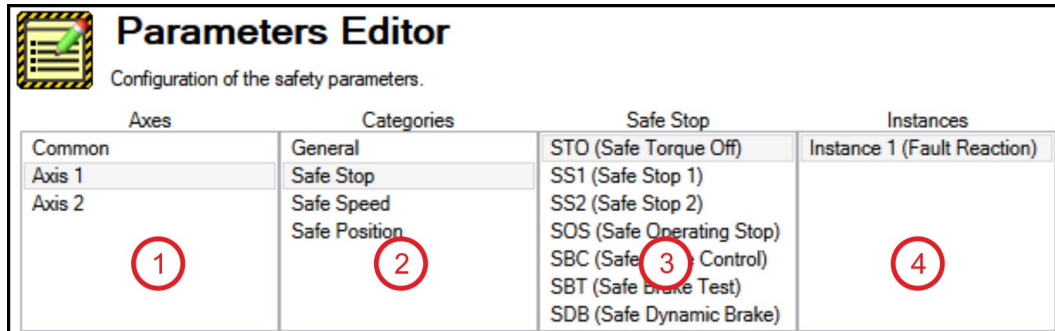 Parameters Editor
Configuration of the safety parameters.
Axes
Common
Axis 1
Axis 2
1
Categories
General
Safe Stop
Safe Speed
Safe Position
2
Safe Stop
STO (Safe Torque Off)
SS1 (Safe Stop 1)
SS2 (Safe Stop 2)
SOS (Safe Operating Stop)
SBC (Safe Control)
SBT (Safe Brake Test)
SDB (Safe Dynamic Brake)
3
Instances
Instance 1 (Fault Reaction)
4